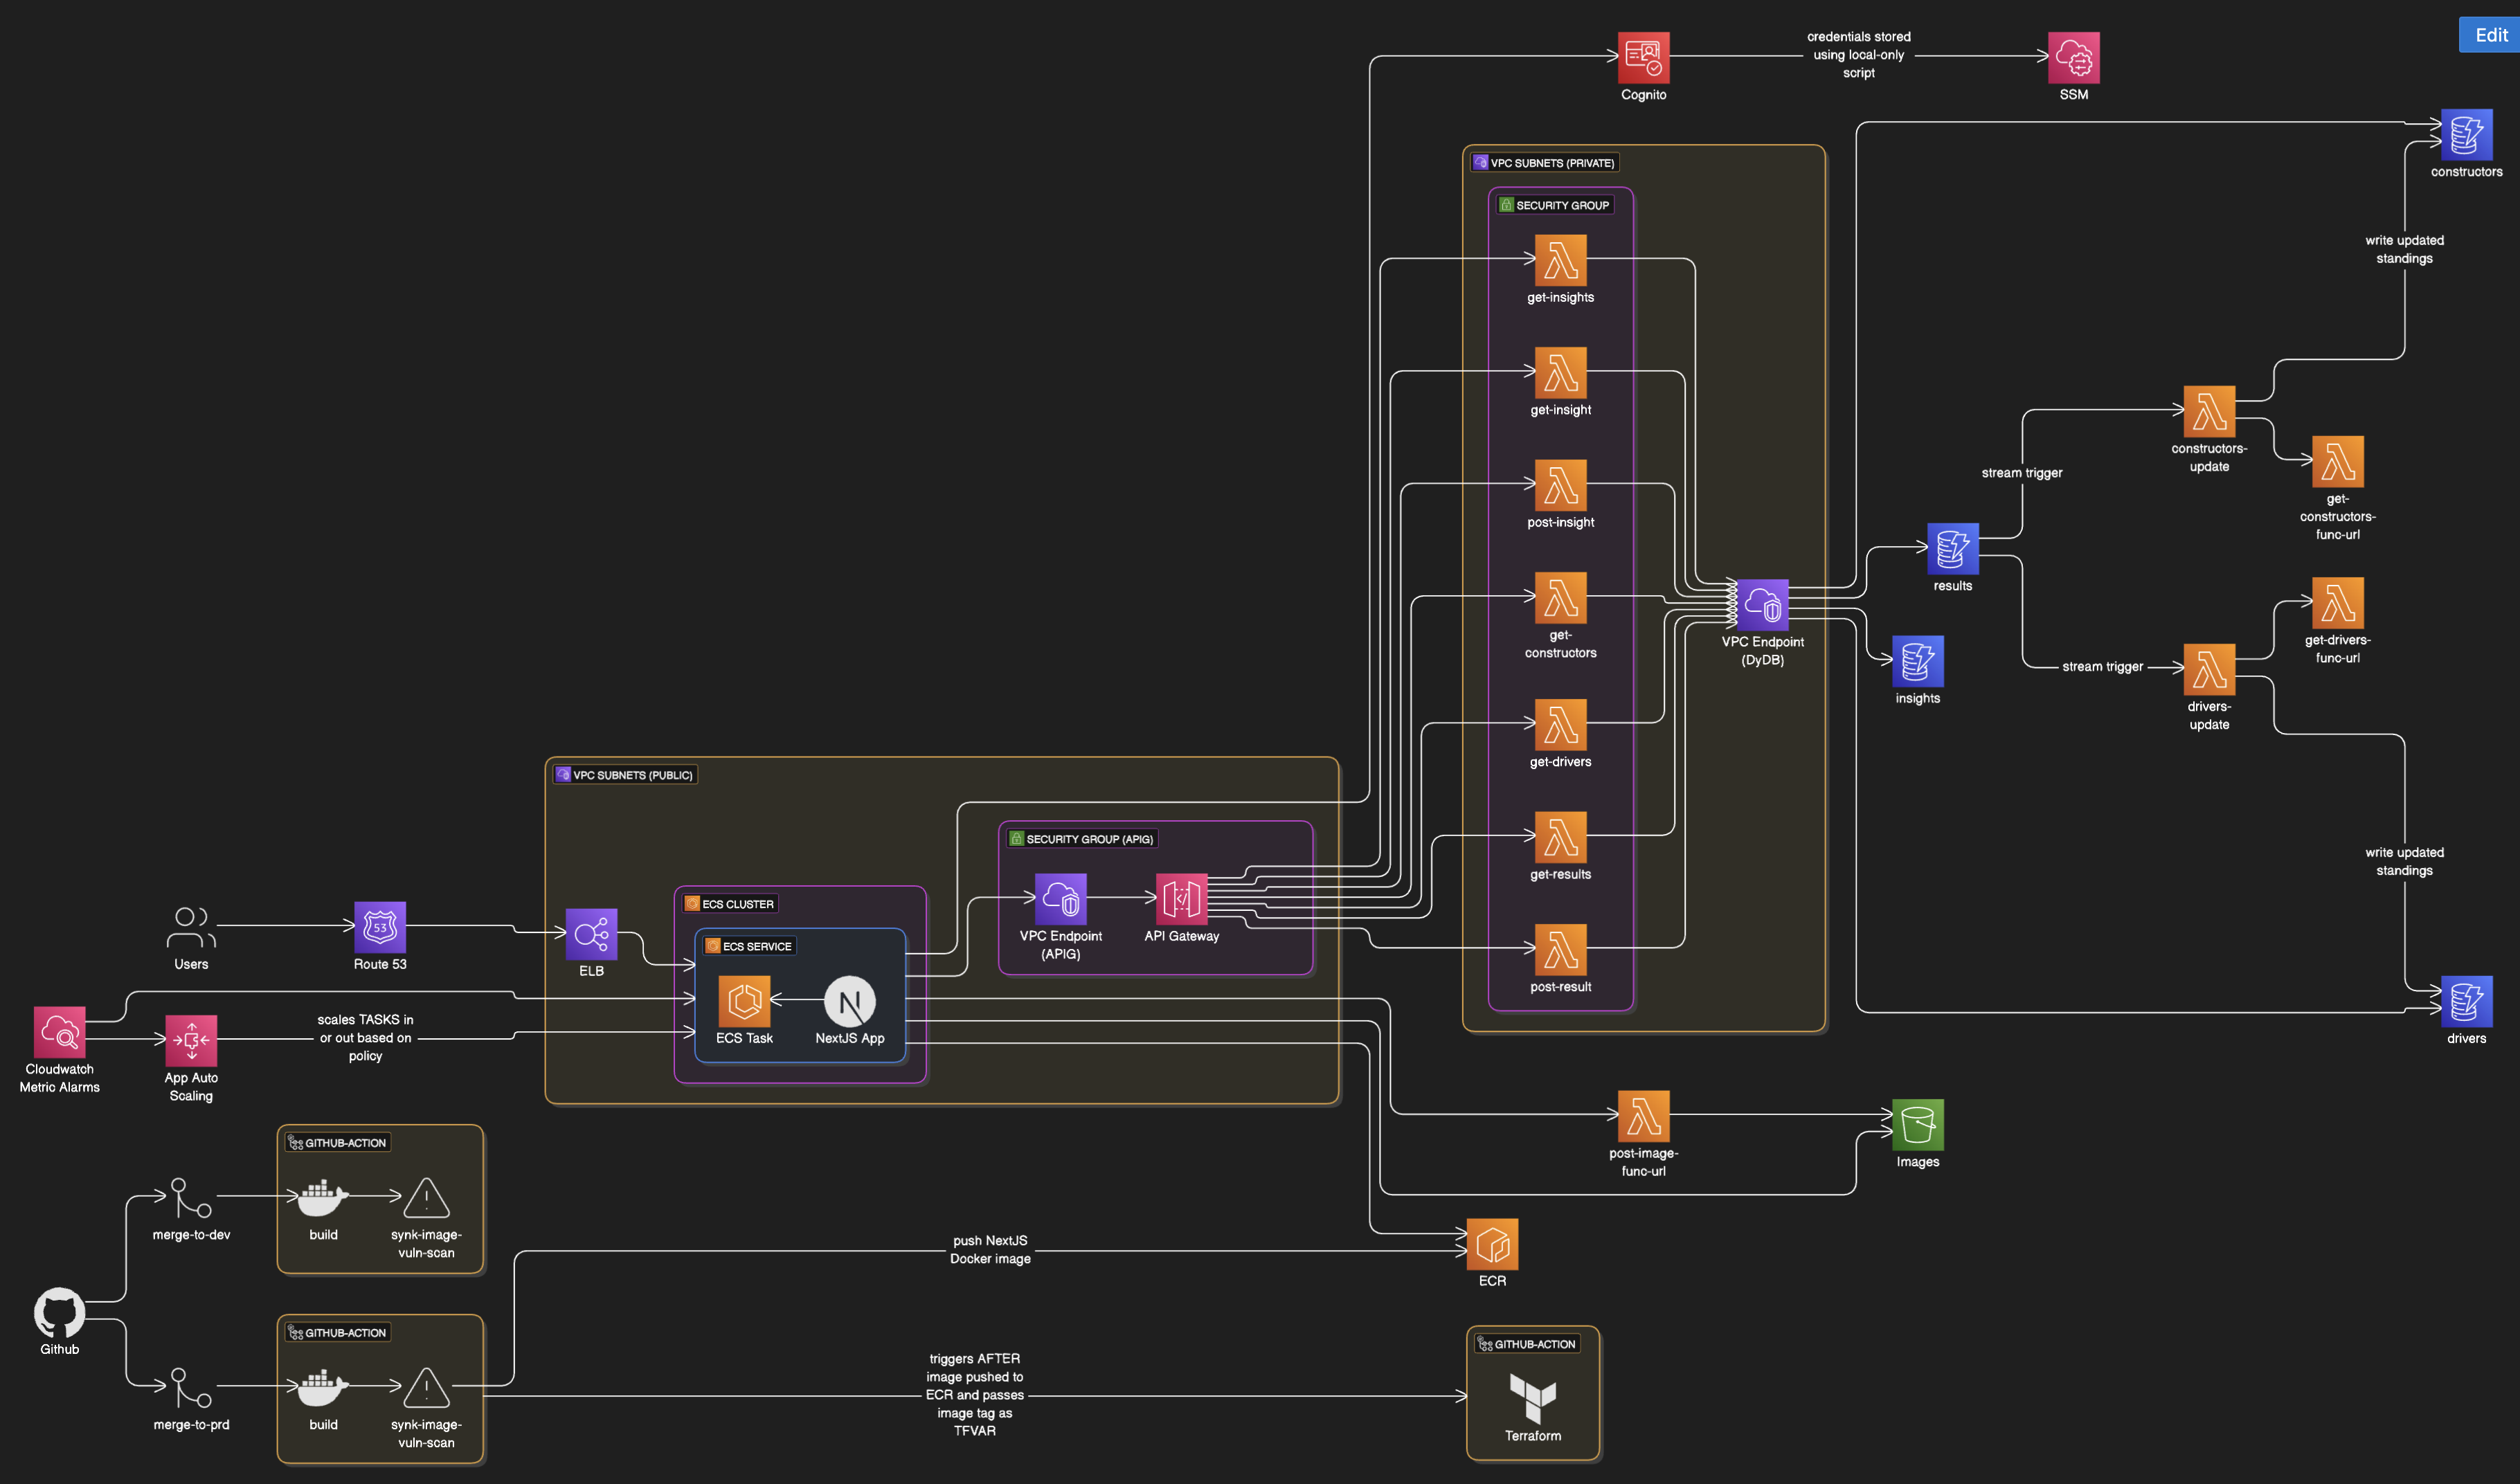 Edit
credentials stored
using local-only
script
Cognito
SSM
constructors
VPC SUBNETS (PRIVATE)
SECURITY GROUP
get-insights
get-insight
post-insight
get-
constructors
get-drivers
get-results
post-result
VPC Endpoint
(DyDB)
write updated
standings
stream trigger
constructors-
update
get-
constructors-
func-url
results
insights
stream trigger
get-drivers-
func-url
drivers-
update
write updated
standings
drivers
VPC SUBNETS (PUBLIC)
SECURITY GROUP (APIG)
VPC Endpoint
(APIG)
API Gateway
ECS CLUSTER
ECS SERVICE
ECS Task
N
NextJS App
Users
53
Route 53
ELB
Cloudwatch
Metric Alarms
App Auto
Scaling
scales TASKS in
or out based on
policy
post-image-
func-url
Images
GITHUB-ACTION
merge-to-dev
build
synk-image-
vuln-scan
push NextJS
Docker image
ECR
Github
GITHUB-ACTION
merge-to-prd
build
synk-image-
vuln-scan
triggers AFTER
image pushed to
ECR and passes
image tag as
TFVAR
GITHUB-ACTION
Terraform